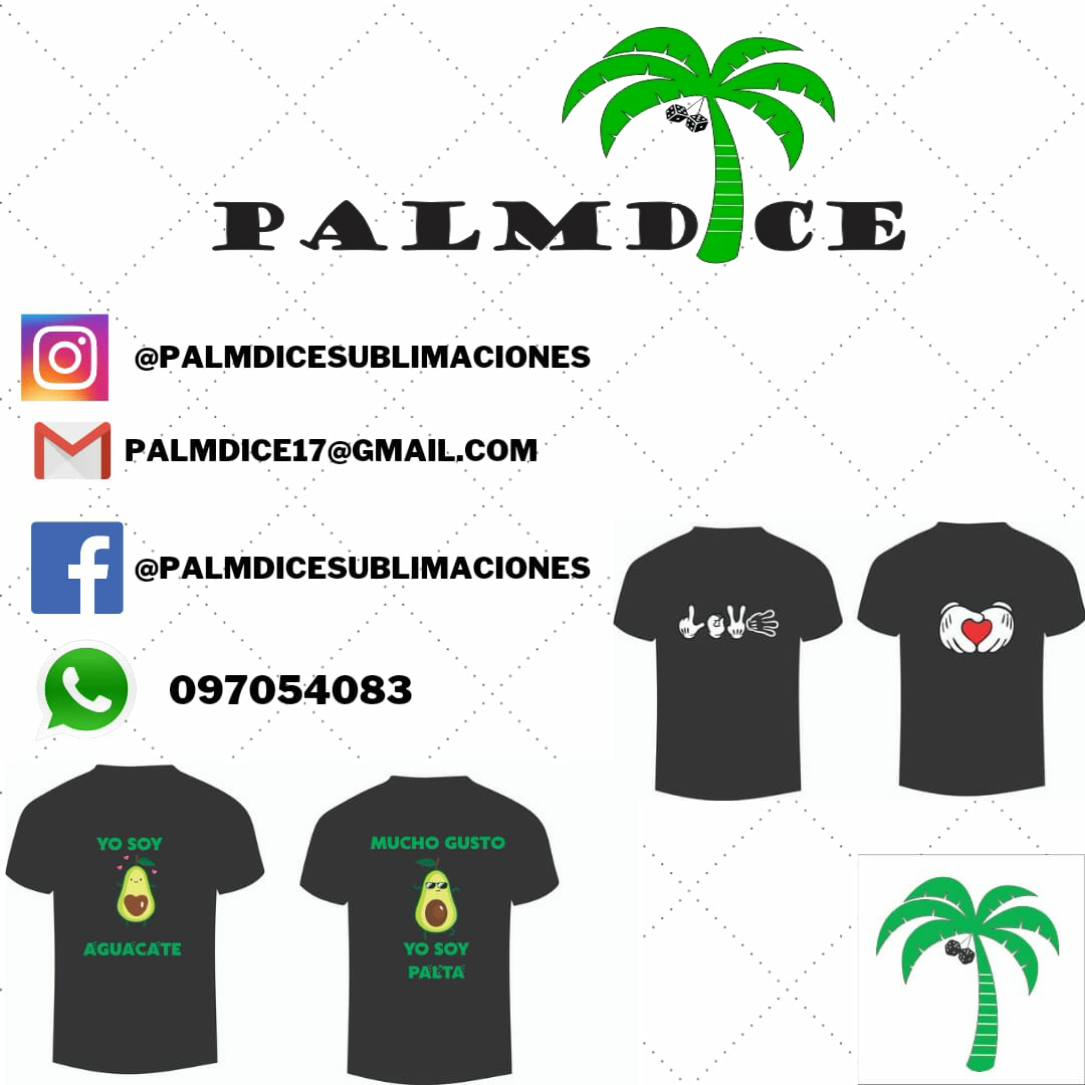 PALMDICE
@PALMDICESUBLIMACIONES
PALMDICE17@GMAIL.COM
@PALMDICESUBLIMACIONES
097054083
YO SOY
AGUACATE
MUCHO GUSTO
YO SOY
PALTA